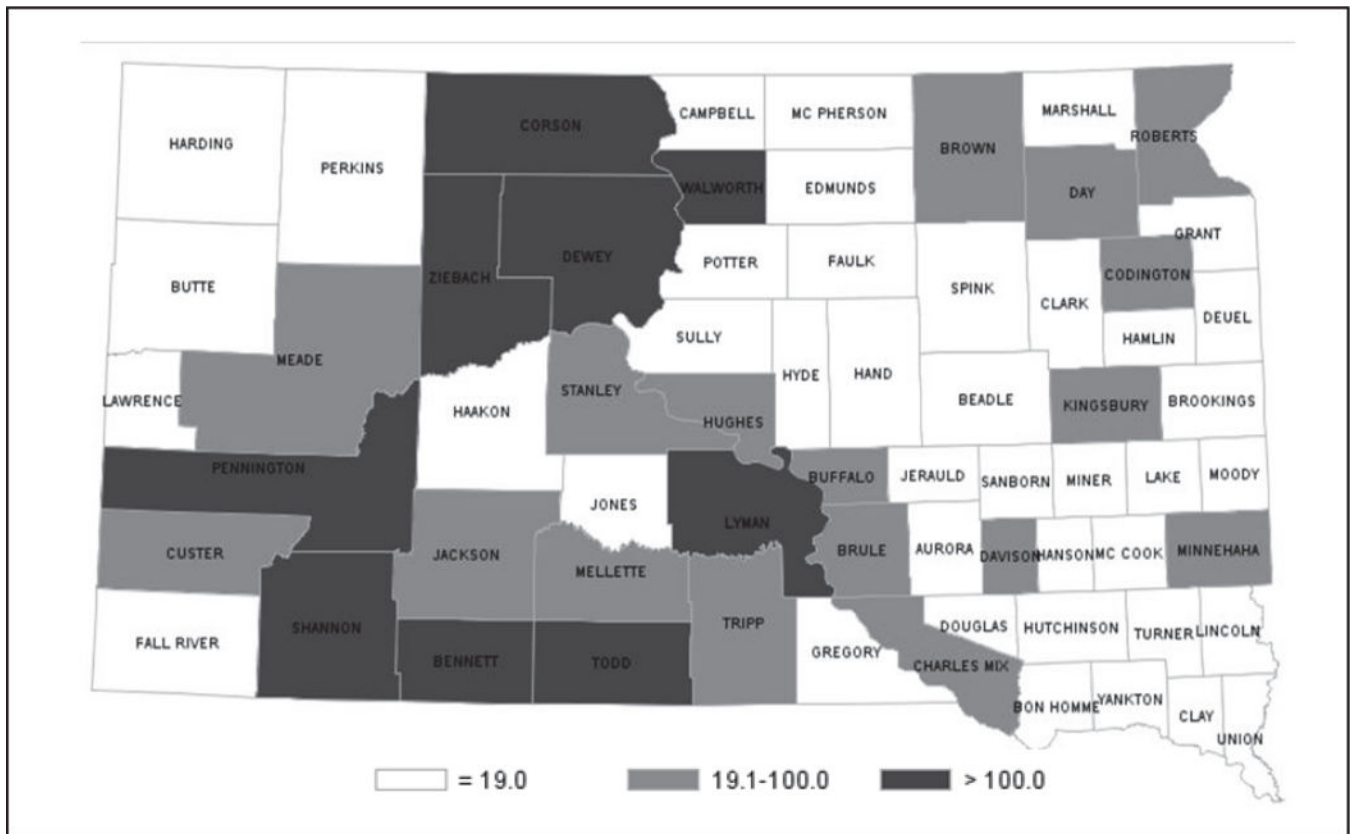 CAMPBELL
MC PHERSON
MARSHALL
ROBERTS
HARDING
CORSON
BROWN
PERKINS
WALWORTH
EDMUNDS
DAY
GRANT
BUTTE
ZIEBACH
DEWEY
POTTER
FAULK
SPINK
CODINGTON
CLARK
DEUEL
SULLY
HAMLIN
MEADE
HYDE
HAND
LAWRENCE
HAAKON
STANLEY
HUGHES
BEADLE
KINGSBURY
BROOKINGS
PENNINGTON
BUFFALO
JERAULD
SANBORN
MINER
LAKE
MOODY
JONES
LYMAN
CUSTER
JACKSON
MELLETTE
BRULE
AURORA
DAVISON
HANSON
MC COOK
MINNEHAHA
FALL RIVER
SHANNON
BENNETT
TODD
TRIPP
GREGORY
DOUGLAS
HUTCHINSON
TURNER
LINCOLN
CHARLES MIX
BON HOMME
YANKTON
CLAY
UNION
= 19.0
19.1-100.0
> 100.0